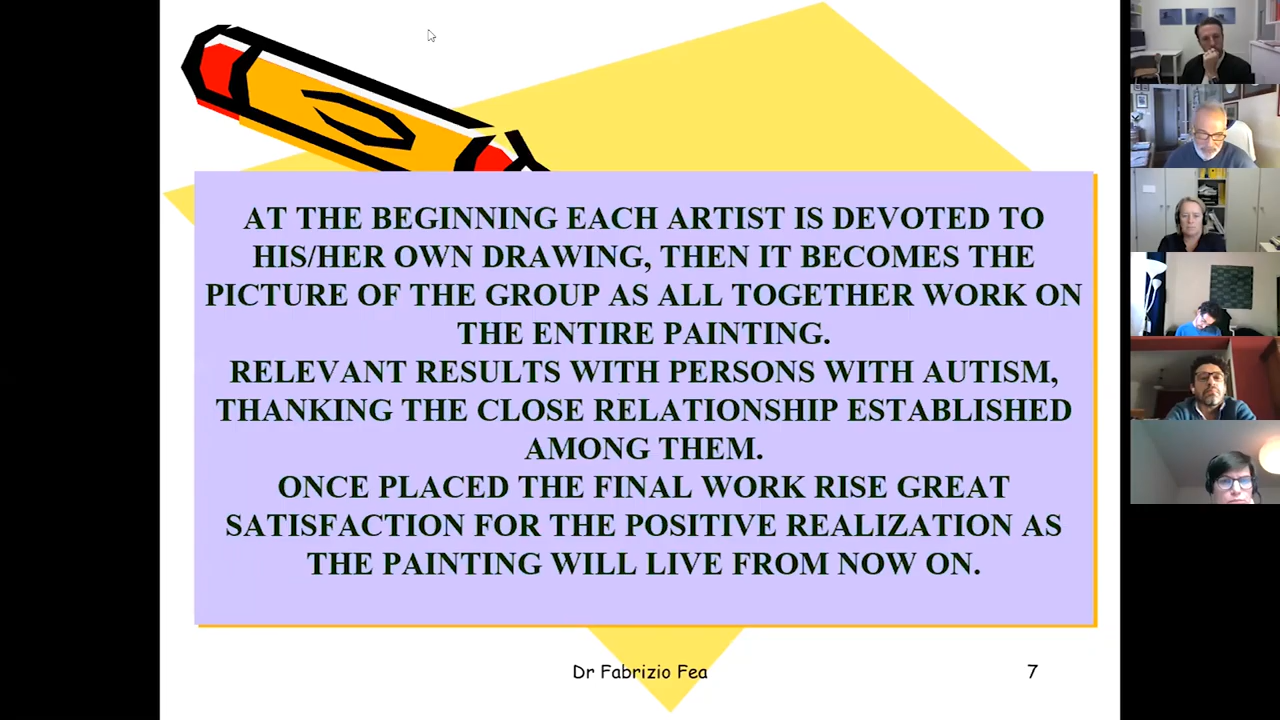 AT THE BEGINNING EACH ARTIST IS DEVOTED TO
HIS/HER OWN DRAWING, THEN IT BECOMES THE
PICTURE OF THE GROUP AS ALL TOGETHER WORK ON
THE ENTIRE PAINTING.
RELEVANT RESULTS WITH PERSONS WITH AUTISM,
THANKING THE CLOSE RELATIONSHIP ESTABLISHED
AMONG THEM.
ONCE PLACED THE FINAL WORK RISE GREAT
SATISFACTION FOR THE POSITIVE REALIZATION AS
THE PAINTING WILL LIVE FROM NOW ON.
Dr Fabrizio Fea
7